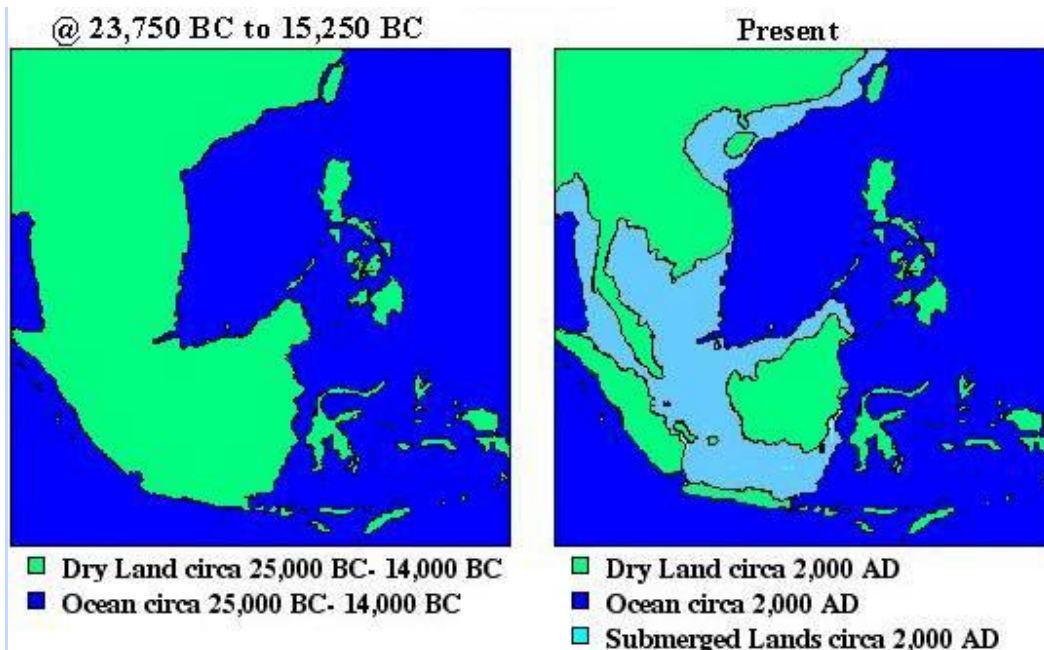 @ 23,750 BC to 15,250 BC
Present
Dry Land circa 25,000 BC- 14,000 BC
Ocean circa 25,000 BC- 14,000 BC
Dry Land circa 2,000 AD
Ocean circa 2,000 AD
Submerged Lands circa 2,000 AD